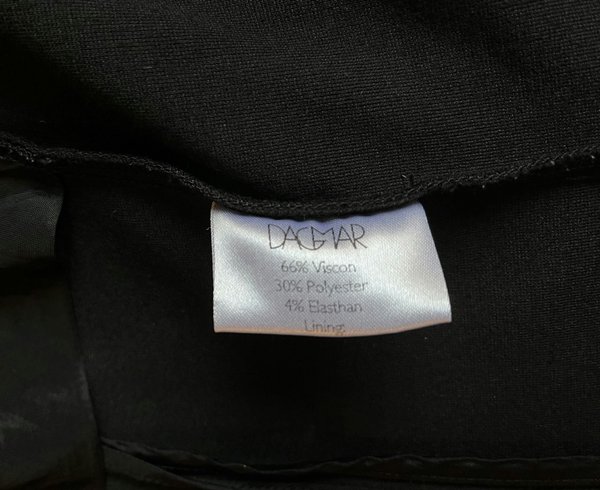 DAGMAR
66% Viscon
30% Polyester
4% Elasthan
Lining: